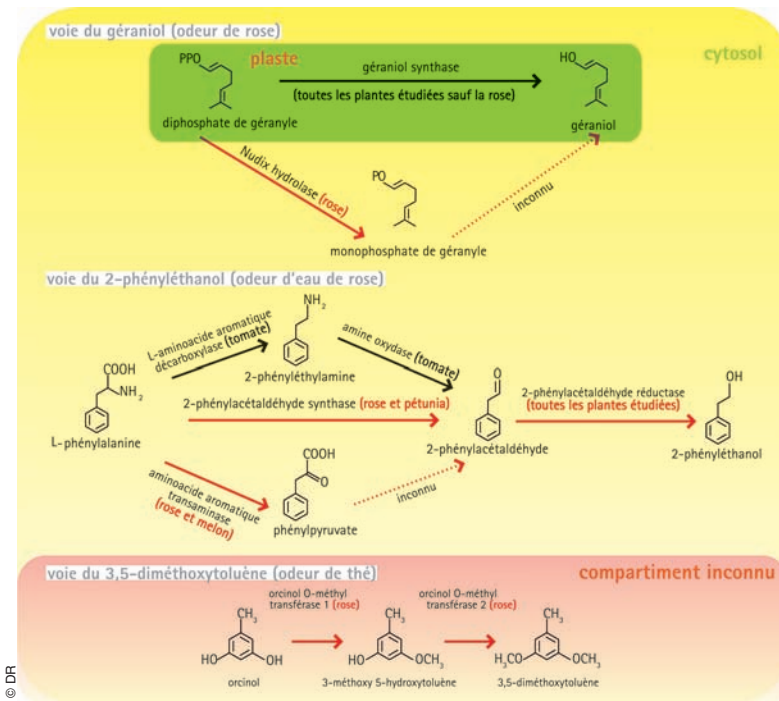 voie du géraniol (odeur de rose)
PPO
plaste
géraniol synthase
(toutes les plantes étudiées sauf la rose)
HO
cytosol
diphosphate de géranyle
géraniol
Nudix hydrolase (rose)
PO
inconnu
monophosphate de géranyle
voie du 2-phényléthanol (odeur d'eau de rose)
L-aminoacide aromatique
décarboxylase (tomate)
NH2
2-phényléthylamine
amine oxydase (tomate)
COOH
NH2
L-phénylalanine
2-phénylacétaldéhyde synthase (rose et pétunia)
O
2-phénylacétaldéhyde
2-phénylacétaldéhyde réductase
(toutes les plantes étudiées)
OH
2-phényléthanol
aminoacide aromatique
transaminase
(rose et melon)
COOH
O
phénylpyruvate
inconnu
voie du 3,5-diméthoxytoluène (odeur de thé)
compartiment inconnu
orcinol O-méthyl
transférase 1 (rose)
orcinol O-méthyl
transférase 2 (rose)
CH3
HO
OH
orcinol
CH3
HO
OCH3
3-méthoxy 5-hydroxytoluène
CH3
H3CO
OCH3
3,5-diméthoxytoluène
© DR